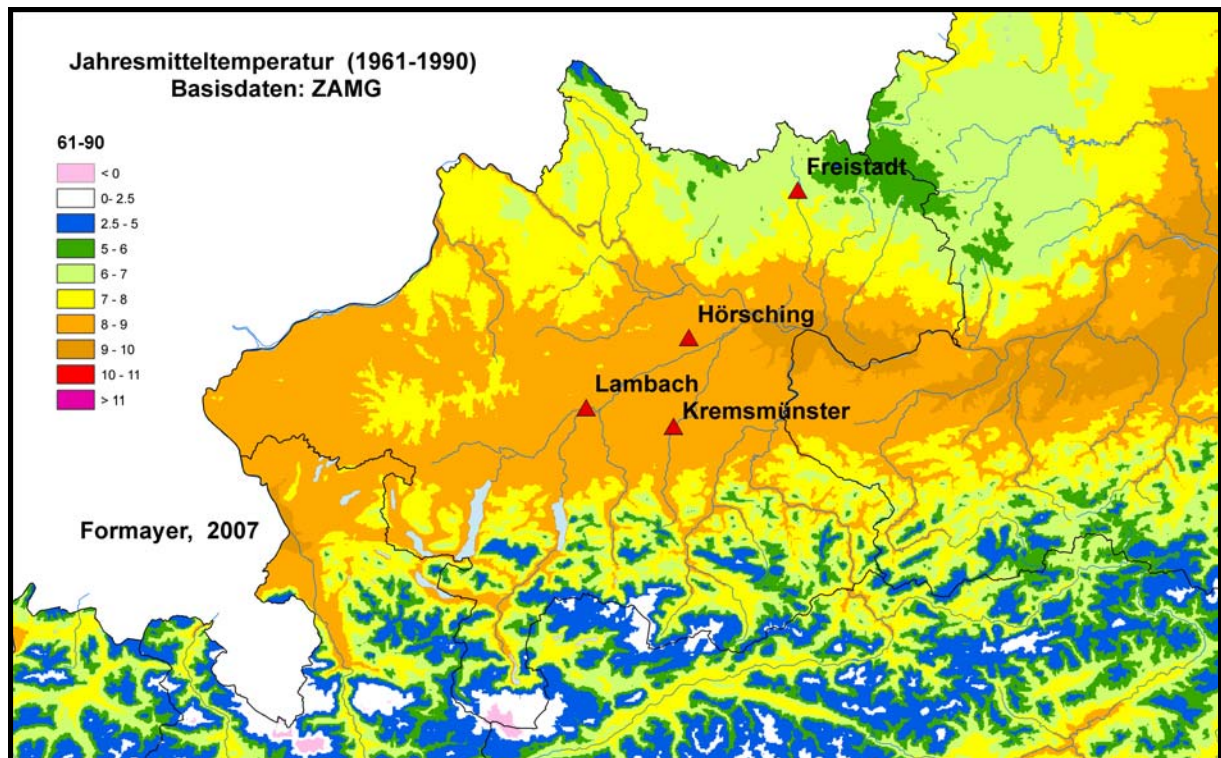 Jahresmitteltemperatur (1961-1990)
Basisdaten: ZAMG
61-90
< 0
0- 2.5
2.5 - 5
5 - 6
6 - 7
7 - 8
8 - 9
9 - 10
10 - 11
> 11
Freistadt
Hörsching
Lambach
Kremsmünster
Formayer, 2007